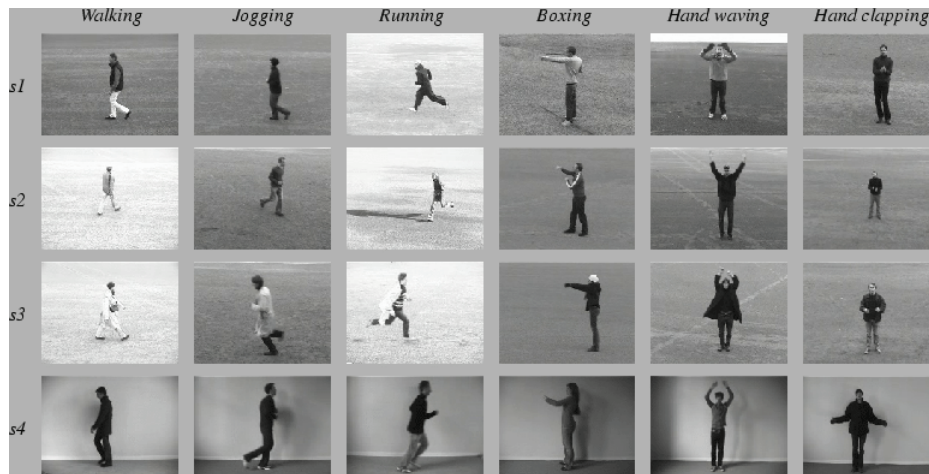 Walking Jogging Running Boxing Hand waving Hand clapping
s1
s2
s3
s4